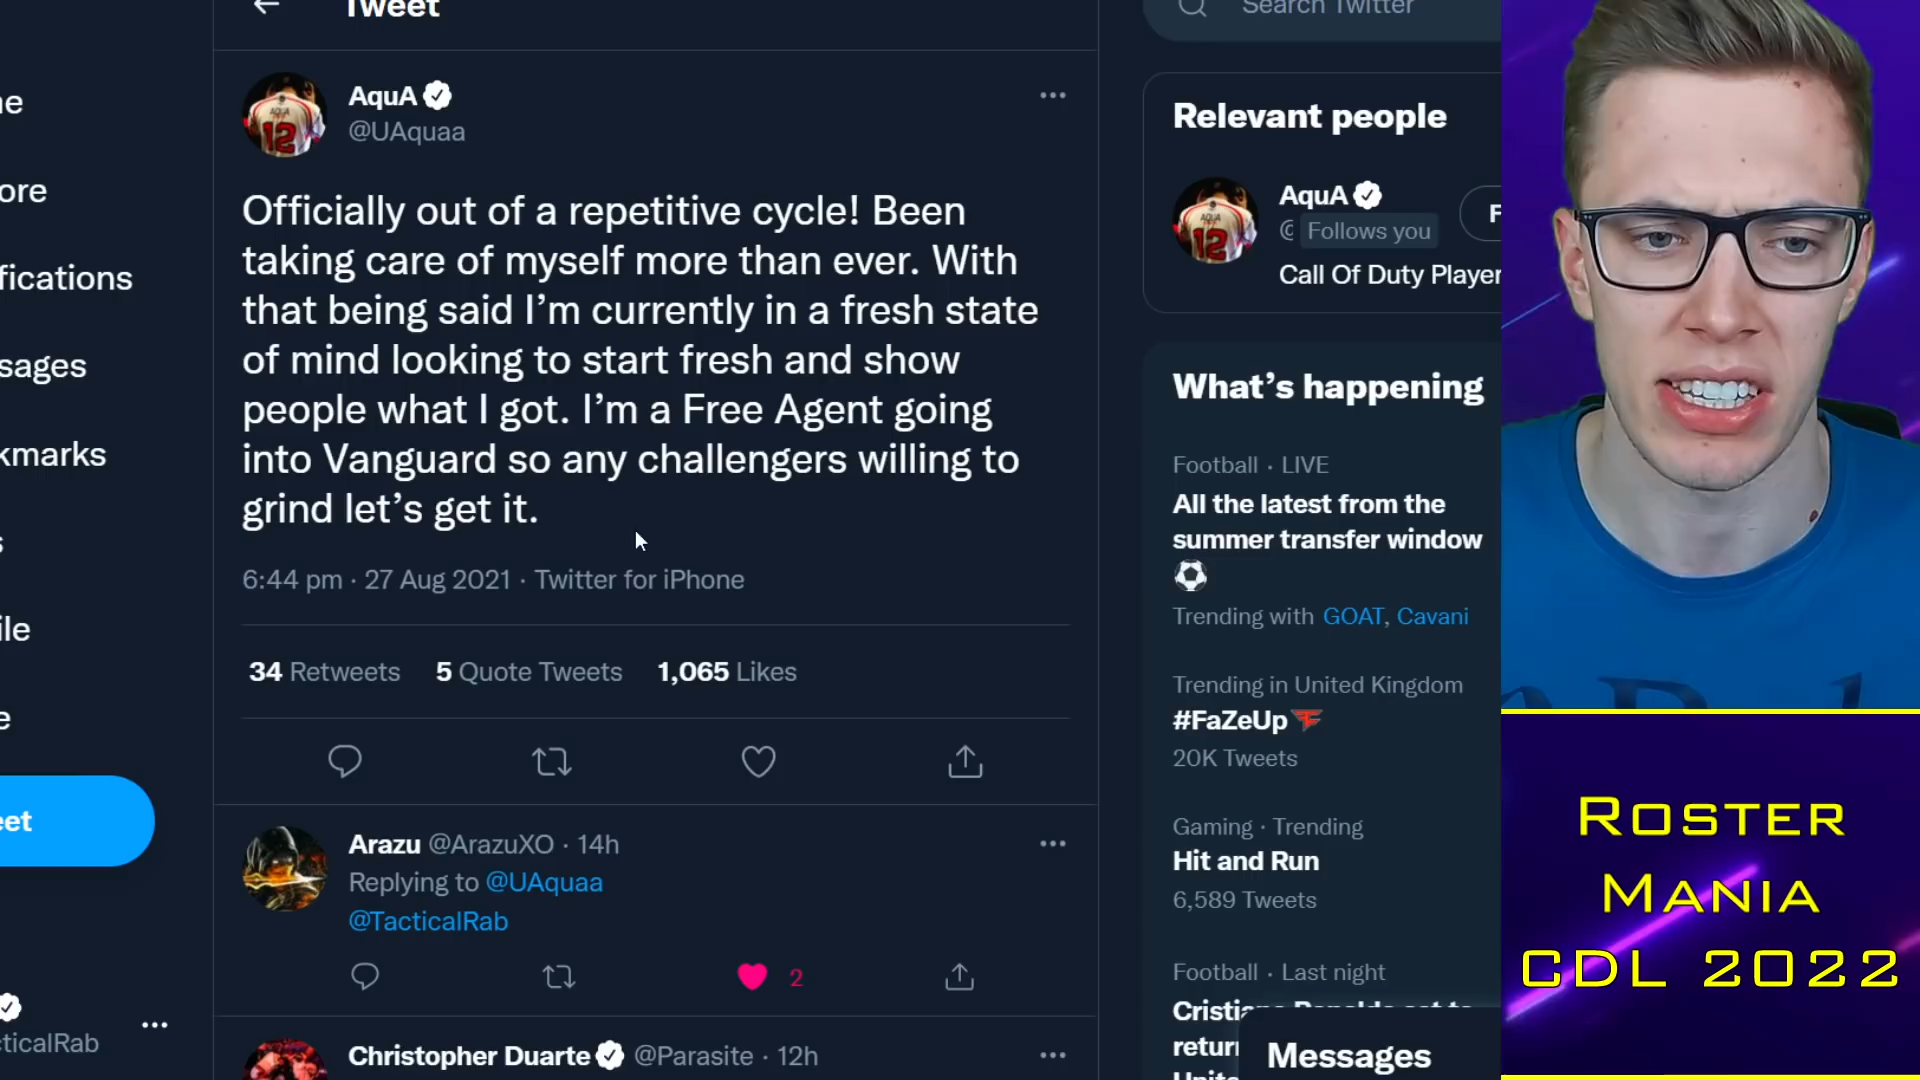 Tweet
Search Twitter
AquA
@UAquaa
Officially out of a repetitive cycle! Been
taking care of myself more than ever. With
that being said I’m currently in a fresh state
of mind looking to start fresh and show
people what I got. I’m a Free Agent going
into Vanguard so any challengers willing to
grind let’s get it.
6:44 pm · 27 Aug 2021 · Twitter for iPhone
34 Retweets 5 Quote Tweets 1,065 Likes
Arazu @ArazuXO · 14h
Replying to @UAquaa
@TacticalRab
2
Christopher Duarte @Parasite · 12h
ne
ore
fications
sages
kmarks
s
ile
e
eet
cticalRab
Relevant people
AquA
@ Follows you
F
Call Of Duty Player
What’s happening
Football · LIVE
All the latest from the
summer transfer window
Trending with GOAT, Cavani
Trending in United Kingdom
#FaZeUp
20K Tweets
Gaming · Trending
Hit and Run
6,589 Tweets
Football · Last night
Messages
AQUA
12
AQUA
12
Roster
Mania
CDL 2022